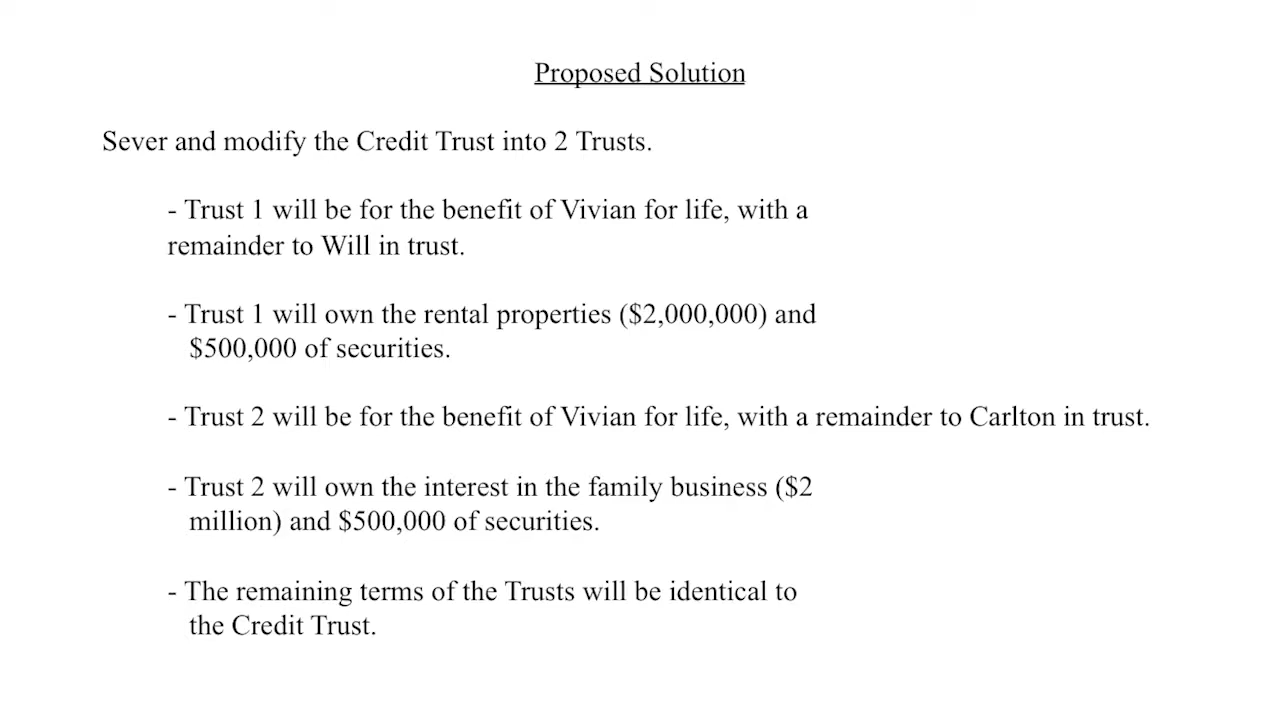 Proposed Solution
Sever and modify the Credit Trust into 2 Trusts.
- Trust 1 will be for the benefit of Vivian for life, with a
remainder to Will in trust.
- Trust 1 will own the rental properties ($2,000,000) and
$500,000 of securities.
- Trust 2 will be for the benefit of Vivian for life, with a remainder to Carlton in trust.
- Trust 2 will own the interest in the family business ($2
million) and $500,000 of securities.
- The remaining terms of the Trusts will be identical to
the Credit Trust.